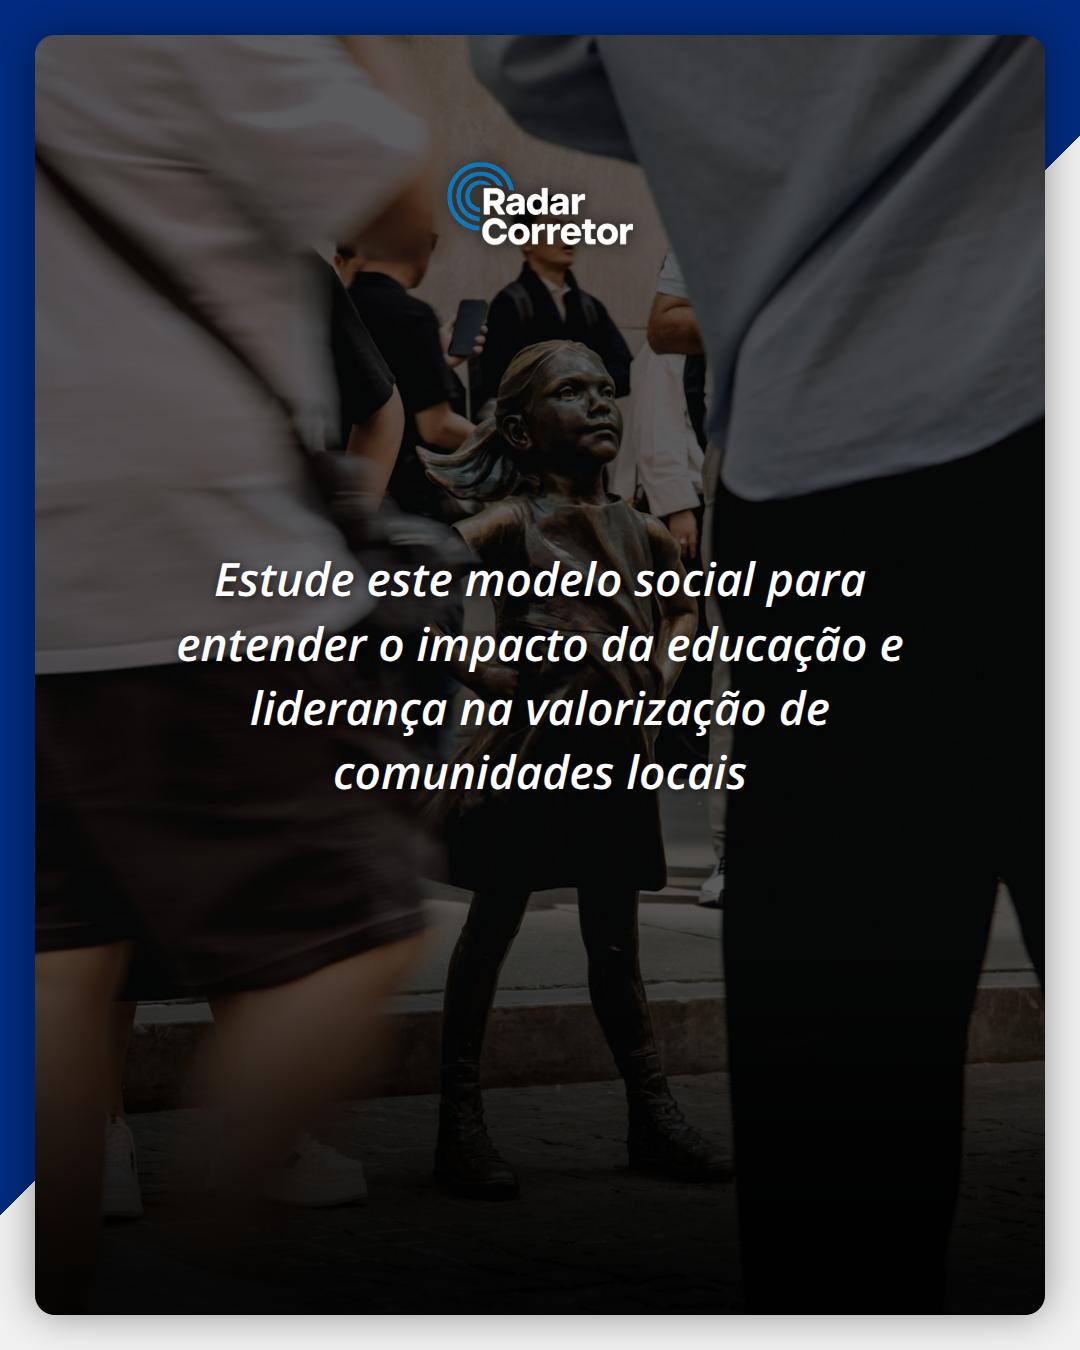 Radar
Corretor
Estude este modelo social para
entender o impacto da educação e
liderança na valorização de
comunidades locais